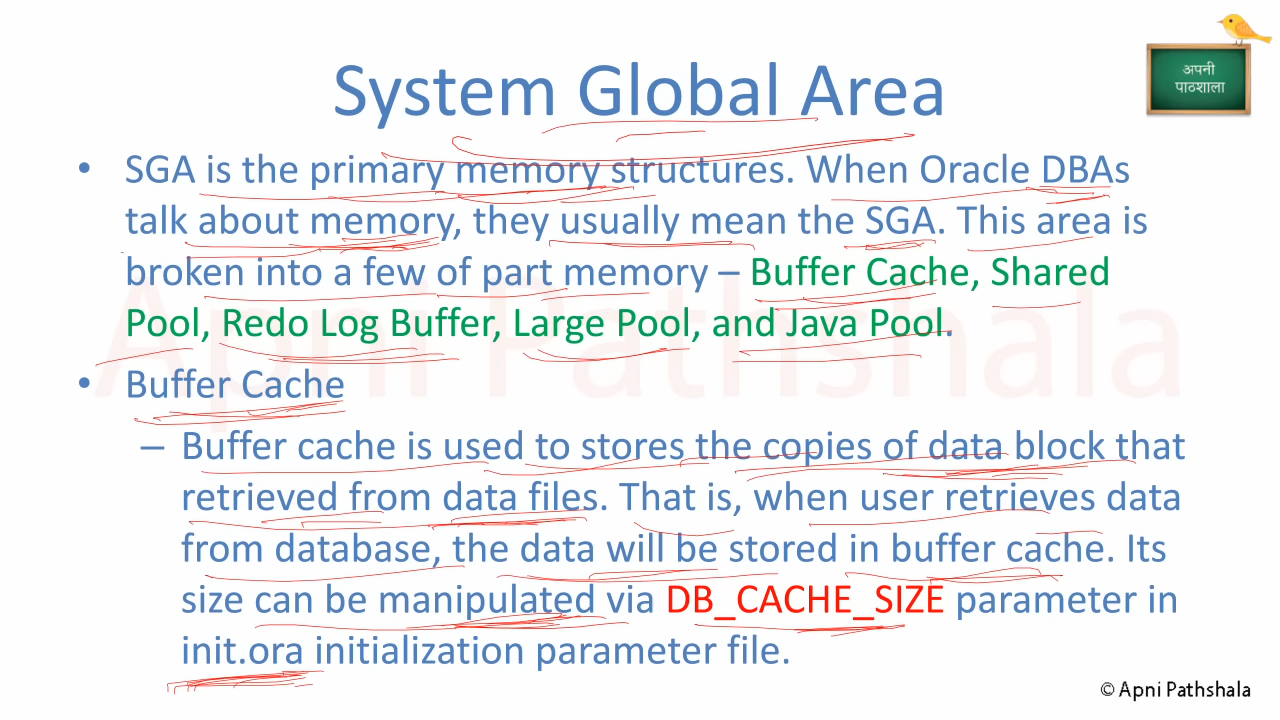 अपनी
पाठशाला
System Global Area
• SGA is the primary memory structures. When Oracle DBAs
talk about memory, they usually mean the SGA. This area is
broken into a few of part memory – Buffer Cache, Shared
Pool, Redo Log Buffer, Large Pool, and Java Pool.
• Buffer Cache
– Buffer cache is used to stores the copies of data block that
retrieved from data files. That is, when user retrieves data
from database, the data will be stored in buffer cache. Its
size can be manipulated via DB_CACHE_SIZE parameter in
init.ora initialization parameter file.
Apni Pathshala
© Apni Pathshala